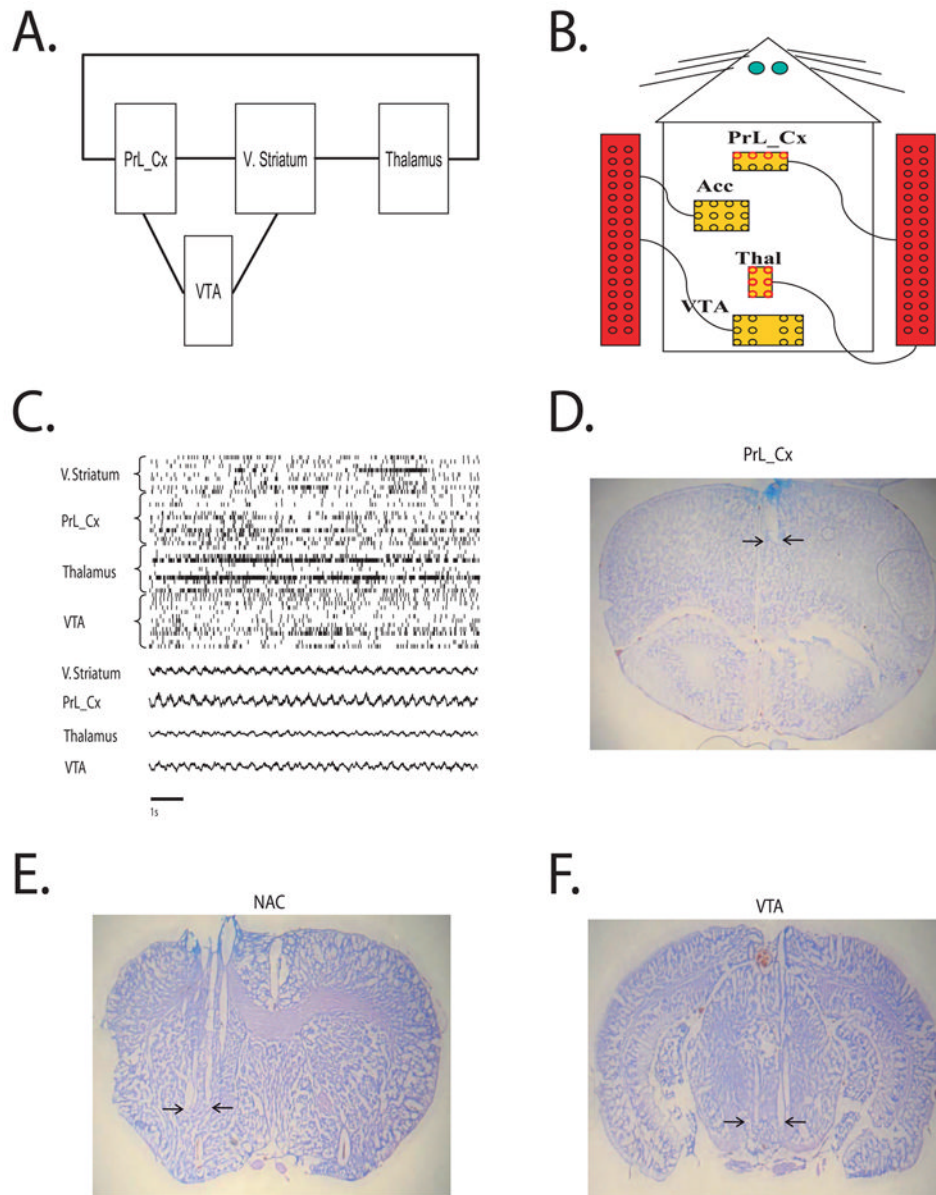 A.
PrL_Cx
V. Striatum
Thalamus
VTA
B.
PrL_Cx
Acc
Thal
VTA
C.
V. Striatum
PrL_Cx
Thalamus
VTA
V. Striatum
PrL_Cx
Thalamus
VTA
1s
D.
PrL_Cx
E.
NAC
F.
VTA